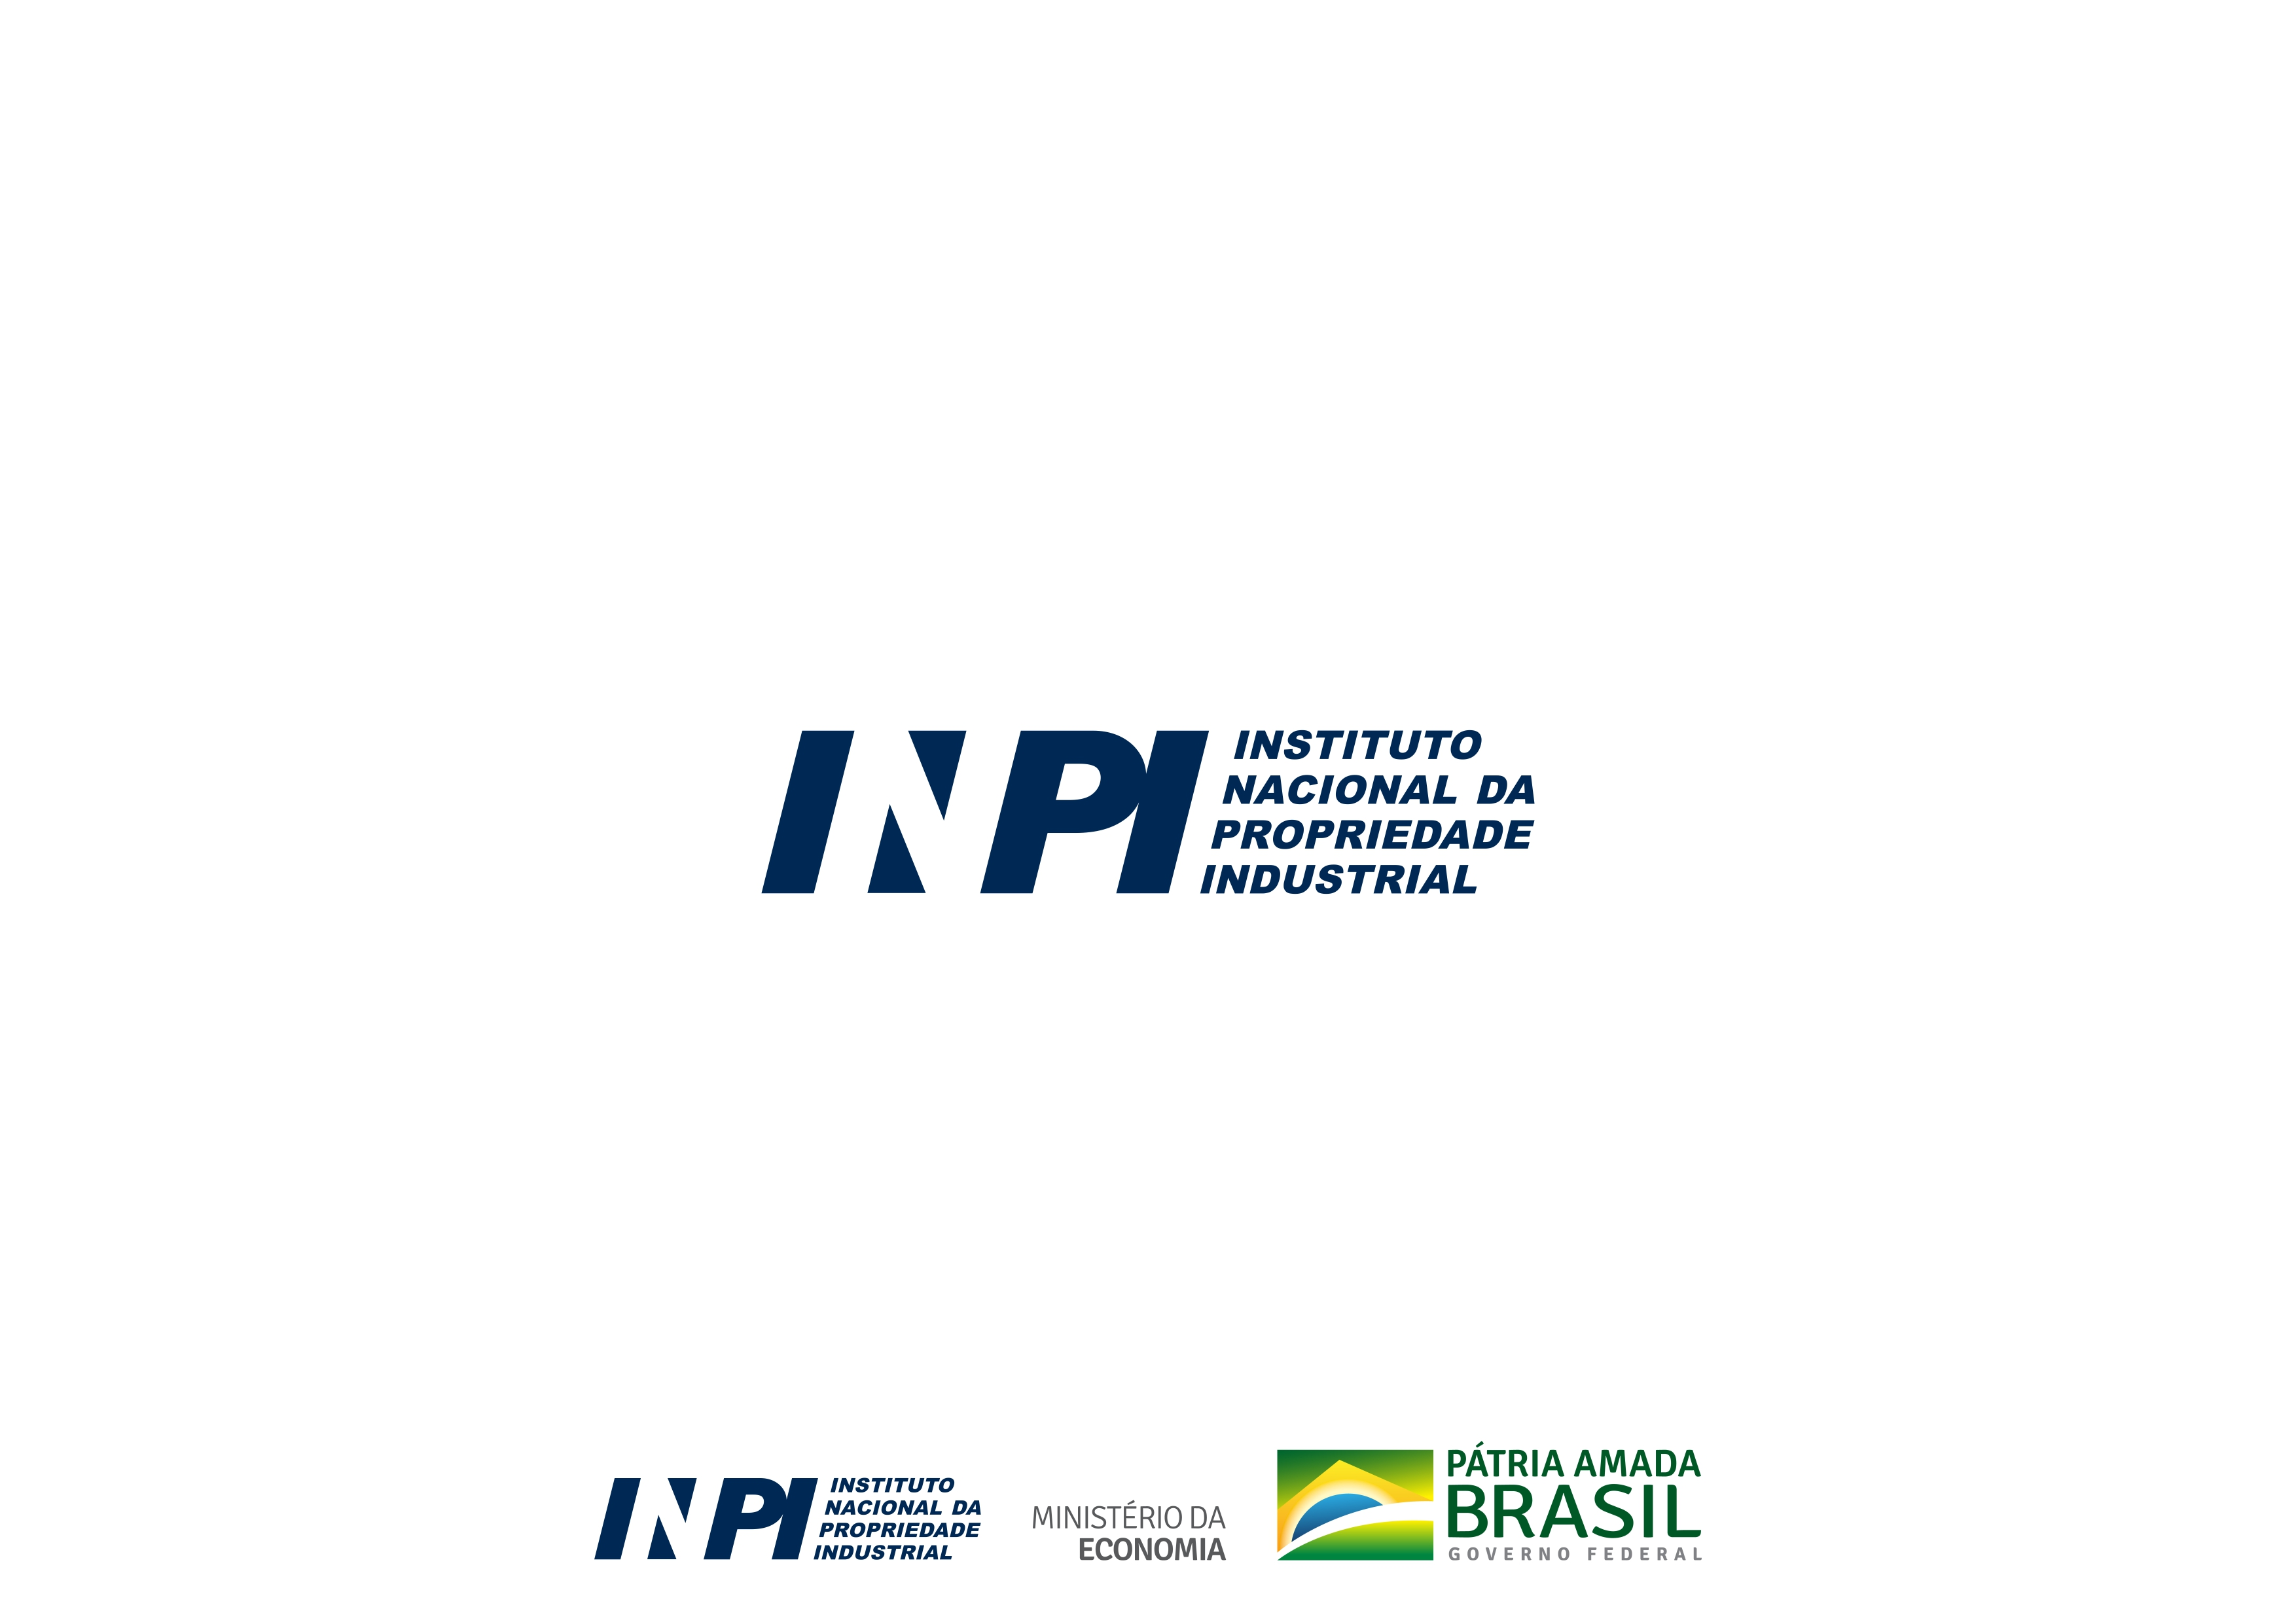 INPI
INSTITUTO
NACIONAL DA
PROPRIEDADE
INDUSTRIAL
INPI
INSTITUTO
NACIONAL DA
PROPRIEDADE
INDUSTRIAL
MINISTÉRIO DA
ECONOMIA
PÁTRIA AMADA
BRASIL
GOVERNO FEDERAL